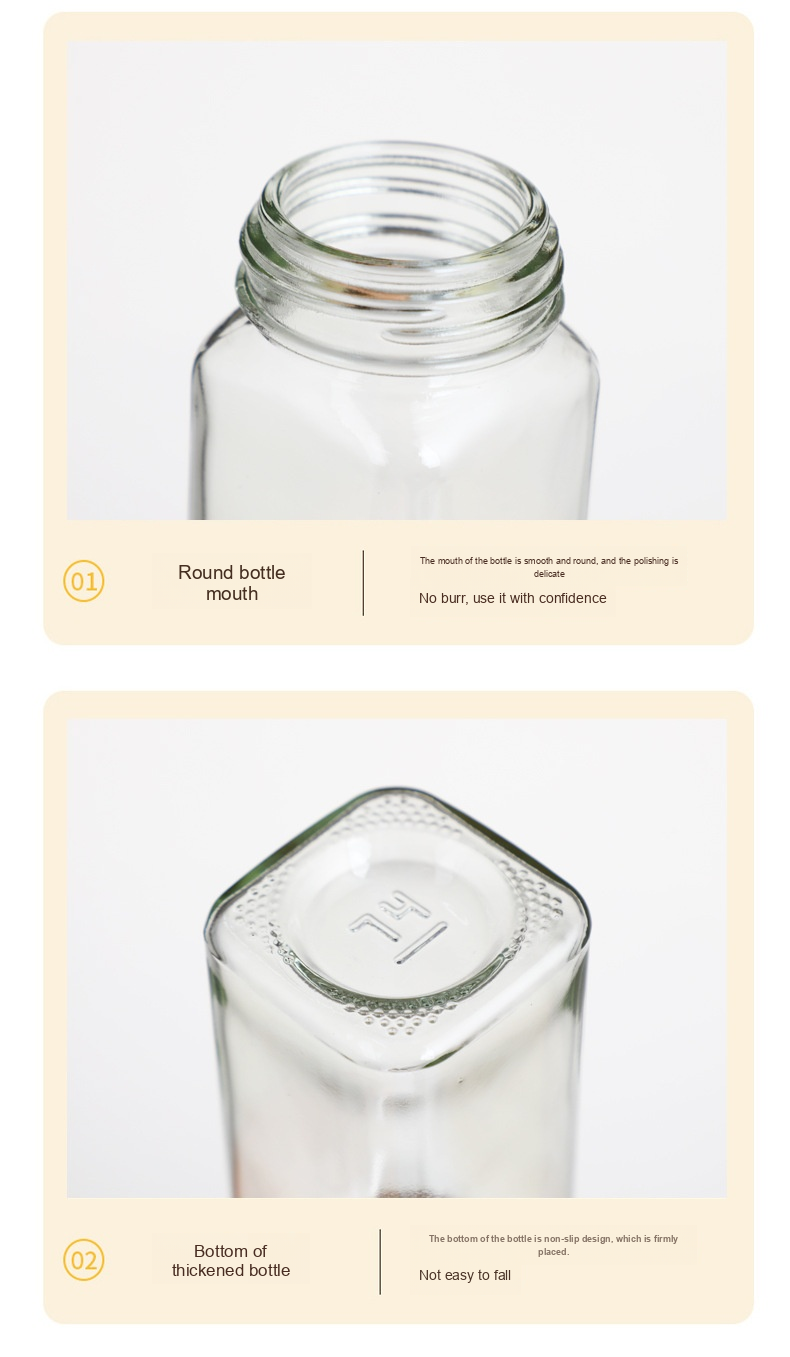 01
Round bottle
mouth
The mouth of the bottle is smooth and round, and the polishing is
delicate
No burr, use it with confidence
14
02
Bottom of
thickened bottle
The bottom of the bottle is non-slip design, which is firmly
placed.
Not easy to fall